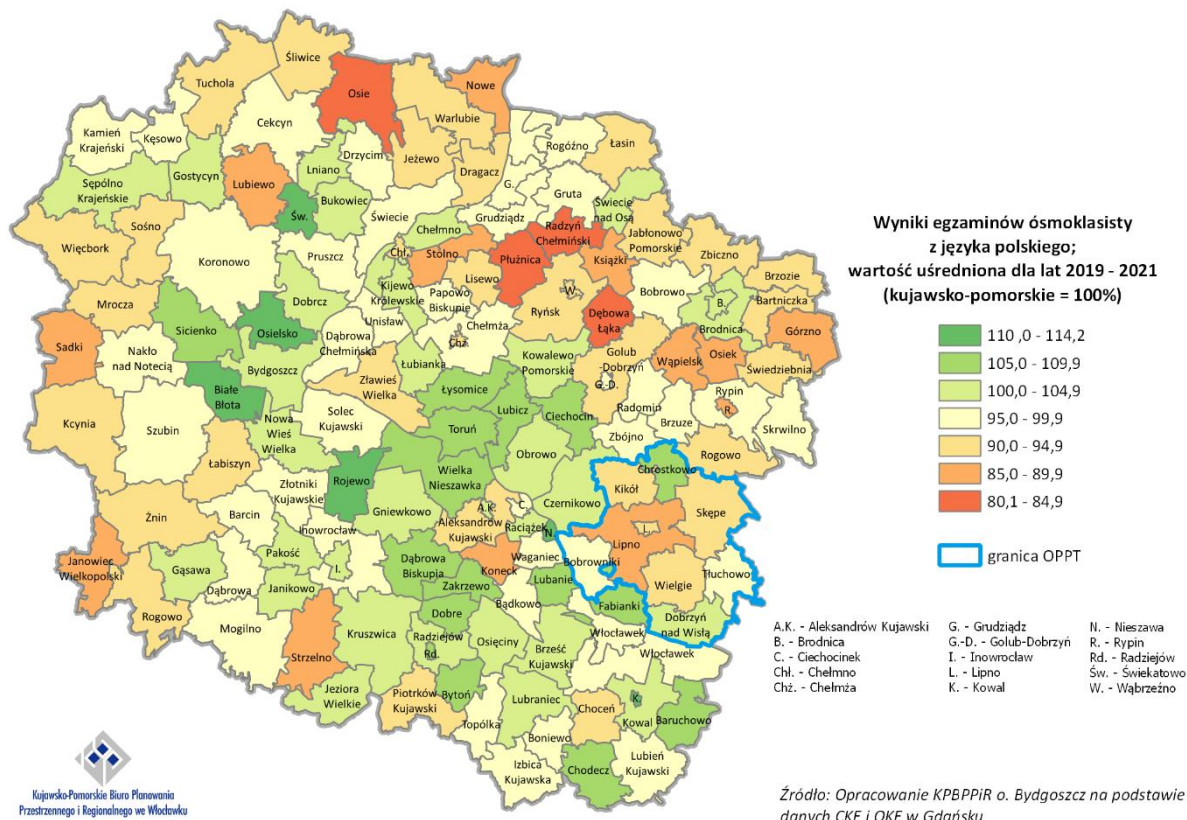 Śliwice
Tuchola
Osie
Nowe
Cekcyn
Warlubie
Kamień
Krajeński
Kęsowo
Drzycim
Jeżewo
Rogóźno
Łasin
Lniano
Gostycyn
Lubiewo
Dragacz
G.
Sępólno
Krajeńskie
Bukowiec
Gruta
Św.
Świecie
Grudziądz
Świecie
nad Osą
Sośno
Chełmno
Radzyń
Chełmiński
Jabłonowo
Pomorskie
Więcbork
Koronowo
Pruszcz
Chł.
Stolno
Płużnica
Książki
Zbiczno
Lisewo
Brzozie
Kijewo
Królewskie
Papowo
Biskupie
W.
Bobrowo
B.
Bartniczka
Mrocza
Dobrcz
Unisław
Ryńsk
Dębowa
Łąka
Brodnica
Górzno
Sicienko
Osielsko
Dąbrowa
Chełmińska
Chełmża
Chż.
Sadki
Nakło
nad Notecią
Bydgoszcz
Łubianka
Kowalewo
Pomorskie
Golub
-Dobrzyń
Wąpielsk
Osiek
Świedziebnia
Białe
Błota
Zławieś
Wielka
Łysomice
G.-D.
Rypin
R.
Kcynia
Szubin
Nowa
Wieś
Wielka
Solec
Kujawski
Lubicz
Ciechocin
Radomin
Brzuze
Skrwilno
Toruń
Zbójno
Łabiszyn
Obrowo
Rogowo
Rojewo
Wielka
Nieszawka
Chrostkowo
Złotniki
Kujawskie
Kikół
Czernikowo
Skępe
Żnin
Barcin
Gniewkowo
A.K.
C.
Aleksandrów
Kujawski
Raciążek
N.
L.
Inowrocław
Lipno
Janowiec
Wielkopolski
Gąsawa
Pakość
I.
Dąbrowa
Biskupia
Koneck
Waganiec
Bobrowniki
Tłuchowo
Dąbrowa
Janikowo
Zakrzewo
Lubanie
Wielgie
Rogowo
Bądkowo
Fabianki
Dobrzyń
nad Wisłą
Mogilno
Dobre
Strzelno
Kruszwica
Radziejów
Osięciny
Włocławek
Rd.
Brześć
Kujawski
Włocławek
Jeziora
Wielkie
Bytoń
Piotrków
Kujawski
Lubraniec
Choceń
K.
Kowal
Baruchowo
Topólka
Boniewo
Izbica
Kujawska
Chodecz
Lubień
Kujawski
Wyniki egzaminów ósmoklasisty
z języka polskiego;
wartość uśredniona dla lat 2019 - 2021
(kujawsko-pomorskie = 100%)
110 ,0 - 114,2
105,0 - 109,9
100,0 - 104,9
95,0 - 99,9
90,0 - 94,9
85,0 - 89,9
80,1 - 84,9
granica OPPT
A.K. - Aleksandrów Kujawski
B. - Brodnica
C. - Ciechocinek
Chł. - Chełmno
Chż. - Chełmża
G. - Grudziądz
G.-D. - Golub-Dobrzyń
I. - Inowrocław
L. - Lipno
K. - Kowal
N. - Nieszawa
R. - Rypin
Rd. - Radziejów
Św. - Świekatowo
W. - Wąbrzeźno
Kujawsko-Pomorskie Biuro Planowania
Przestrzennego i Regionalnego we Włocławku
Źródło: Opracowanie KPBPPiR o. Bydgoszcz na podstawie
danych CKE i OKE w Gdańsku